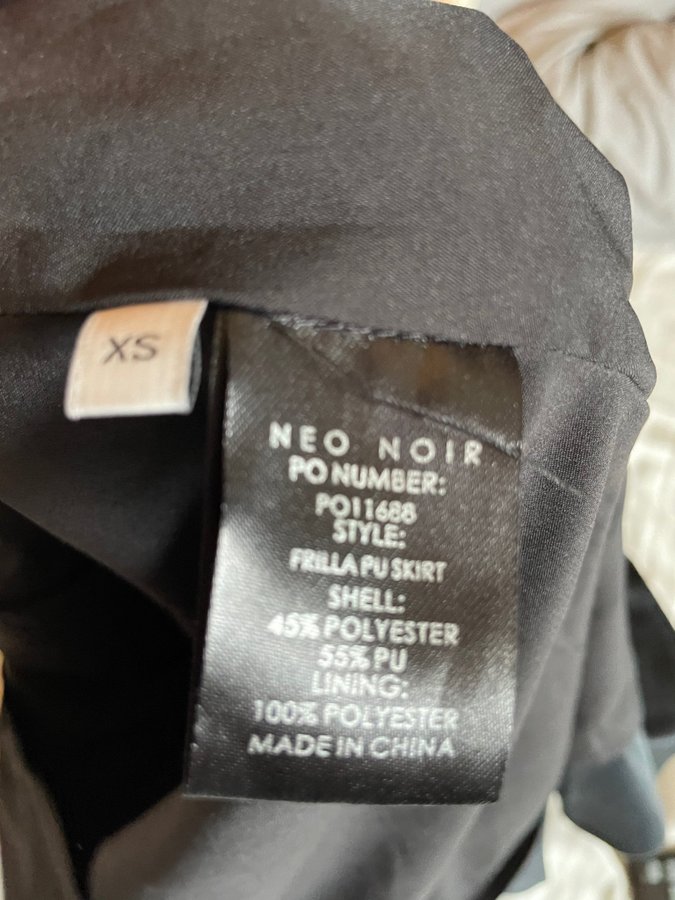 XS
NEO NOIR
PO NUMBER:
PO11688
STYLE:
FRILLA PU SKIRT
SHELL:
45% POLYESTER
55% PU
LINING:
100% POLYESTER
MADE IN CHINA